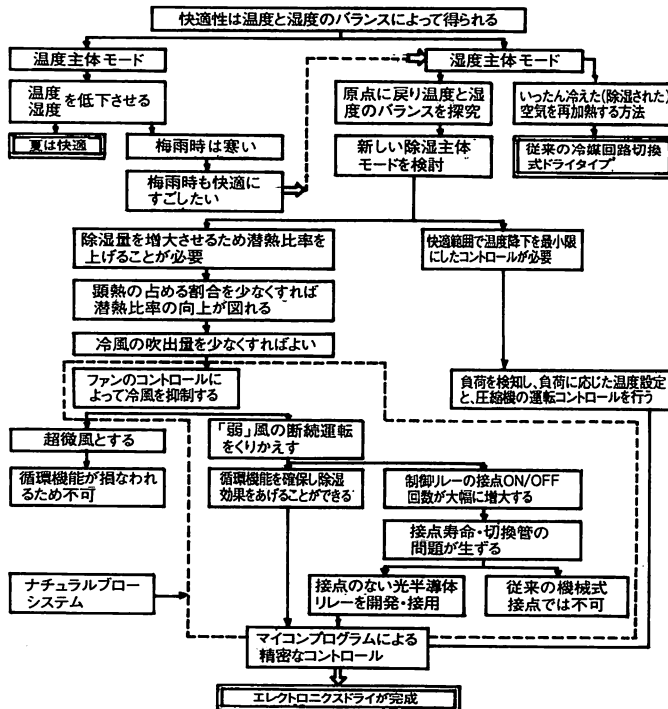 快適性は温度と湿度のバランスによって得られる
温度主体モード
湿度主体モード
温度
湿度
を低下させる
原点に戻り温度と湿
度のバランスを探究
いったん冷えた(除湿された)
空気を再加熱する方法
夏は快適
梅雨時は寒い
新しい除湿主体
モードを検討
従来の冷媒回路切換
式ドライタイプ
梅雨時も快適に
すごしたい
除湿量を増大させるため潜熱比率を
上げることが必要
快適範囲で温度降下を最小限
にしたコントロールが必要
顕熱の占める割合を少なくすれば
潜熱比率の向上が図れる
冷風の吹出量を少なくすればよい
ファンのコントロールに
よって冷風を抑制する
負荷を検知し、負荷に応じた温度設定
と、圧縮機の運転コントロールを行う
超微風とする
「弱」風の断続運転
をくりかえす
循環機能が損なわれ
るため不可
循環機能を確保し除湿
効果をあげることができる
制御リレーの接点ON/OFF
回数が大幅に増大する
接点寿命・切換管の
問題が生ずる
ナチュラルブロー
システム
接点のない光半導体
リレーを開発・接用
従来の機械式
接点では不可
マイコンプログラムによる
精密なコントロール
エレクトロニクスドライが完成